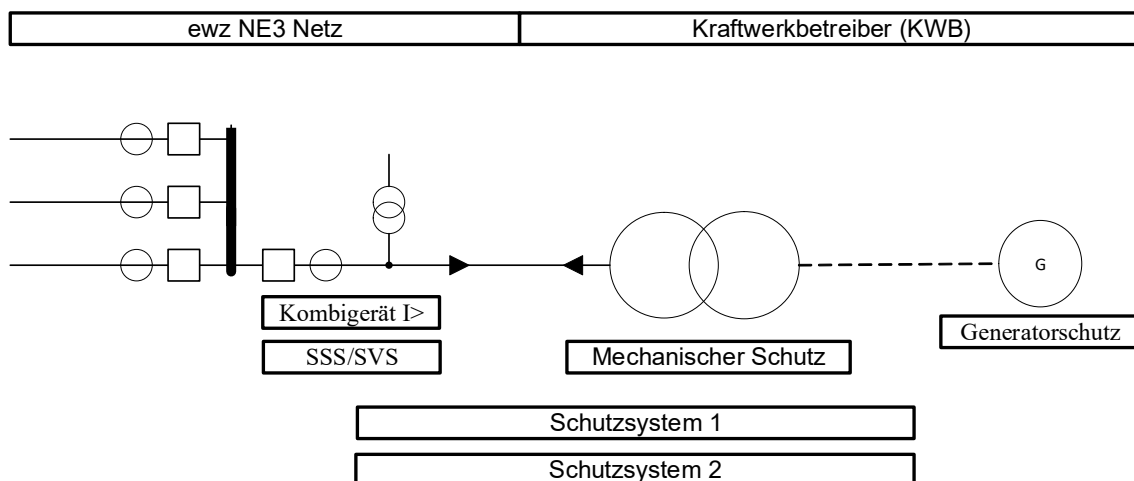 ewz NE3 Netz
Kraftwerkbetreiber (KWB)
G
Kombigerät I>
Generatorschutz
SSS/SVS
Mechanischer Schutz
Schutzsystem 1
Schutzsystem 2